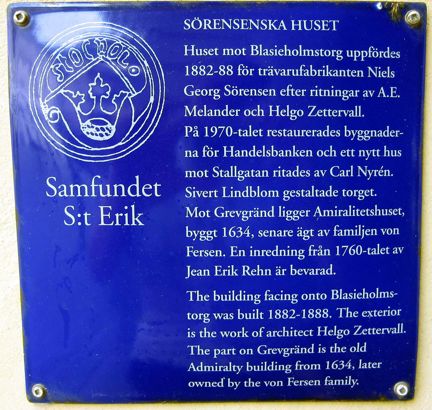 STOCHOLM
Samfundet
S:t Erik
SÖRENSENSKA HUSET
Huset mot Blasieholmstorg uppfördes
1882-88 för trävarufabrikanten Niels
Georg Sörensen efter ritningar av A.E.
Melander och Helgo Zettervall.
På 1970-talet restaurerades byggnader-
na för Handelsbanken och ett nytt hus
mot Stallgatan ritades av Carl Nyrén.
Sivert Lindblom gestaltade torget.
Mot Grevgränd ligger Amiralitetshuset,
byggt 1634, senare ägt av familjen von
Fersen. En inredning från 1760-talet av
Jean Erik Rehn är bevarad.
The building facing onto Blasieholms-
torg was built 1882-1888. The exterior
is the work of architect Helgo Zettervall.
The part on Grevgränd is the old
Admiralty building from 1634, later
owned by the von Fersen family.